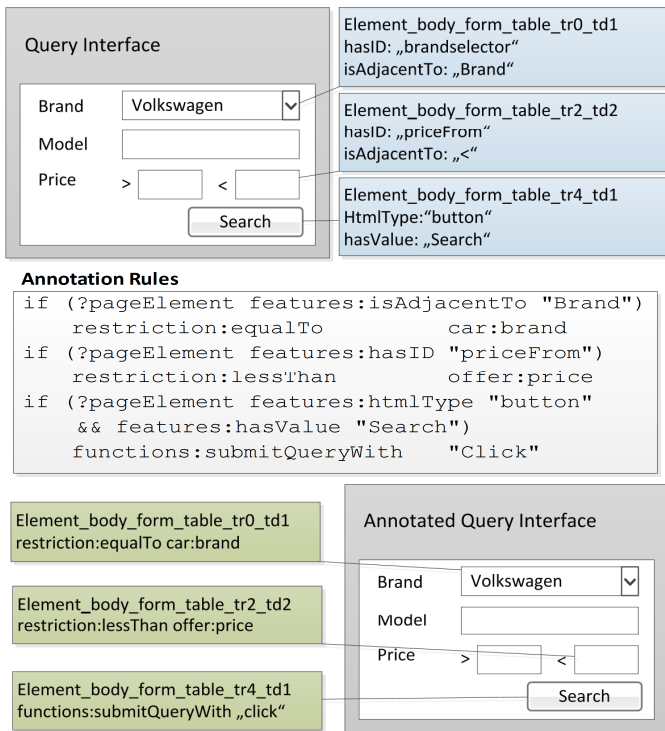 Query Interface
Brand
Volkswagen
Model
Price
>
<
Search
Element_body_form_table_tr0_td1
hasID: „brandselector“
isAdjacentTo: „Brand“
Element_body_form_table_tr2_td2
hasID: „priceFrom“
isAdjacentTo: „<“
Element_body_form_table_tr4_td1
HtmlType:“button“
hasValue: „Search“
Annotation Rules
if (?pageElement features:isAdjacentTo "Brand")
restriction:equalTo car:brand
if (?pageElement features:hasID "priceFrom")
restriction:lessThan offer:price
if (?pageElement features:htmlType "button"
&& features:hasValue "Search")
functions:submitQueryWith "Click"
Element_body_form_table_tr0_td1
restriction:equalTo car:brand
Element_body_form_table_tr2_td2
restriction:lessThan offer:price
Element_body_form_table_tr4_td1
functions:submitQueryWith „click“
Annotated Query Interface
Brand
Volkswagen
Model
Price
>
<
Search